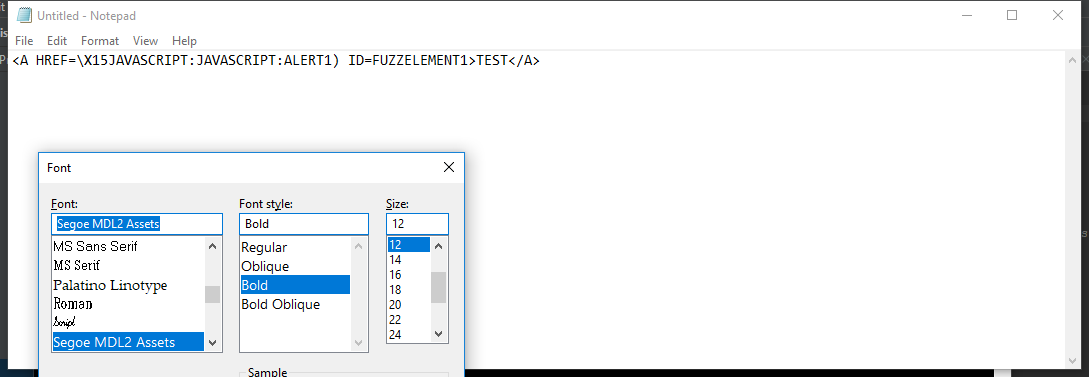 Untitled - Notepad
File Edit Format View Help
<A HREF=\X15JAVASCRIPT:JAVASCRIPT:ALERT1) ID=FUZZELEMENT1>TEST</A>
Font
Font: Font style: Size:
Segoe MDL2 Assets Bold 12
MS Sans Serif Regular 12
MS Serif Oblique 14
Palatino Linotype Bold 16
Roman Bold Oblique 18
Script 20
Segoe MDL2 Assets 22
24
Sample